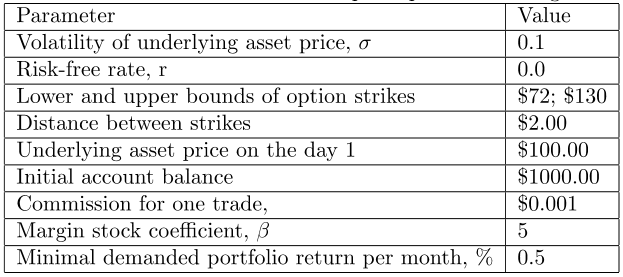 Parameter Value
Volatility of underlying asset price, σ 0.1
Risk-free rate, r 0.0
Lower and upper bounds of option strikes $72; $130
Distance between strikes $2.00
Underlying asset price on the day 1 $100.00
Initial account balance $1000.00
Commission for one trade, $0.001
Margin stock coefficient, β 5
Minimal demanded portfolio return per month, % 0.5